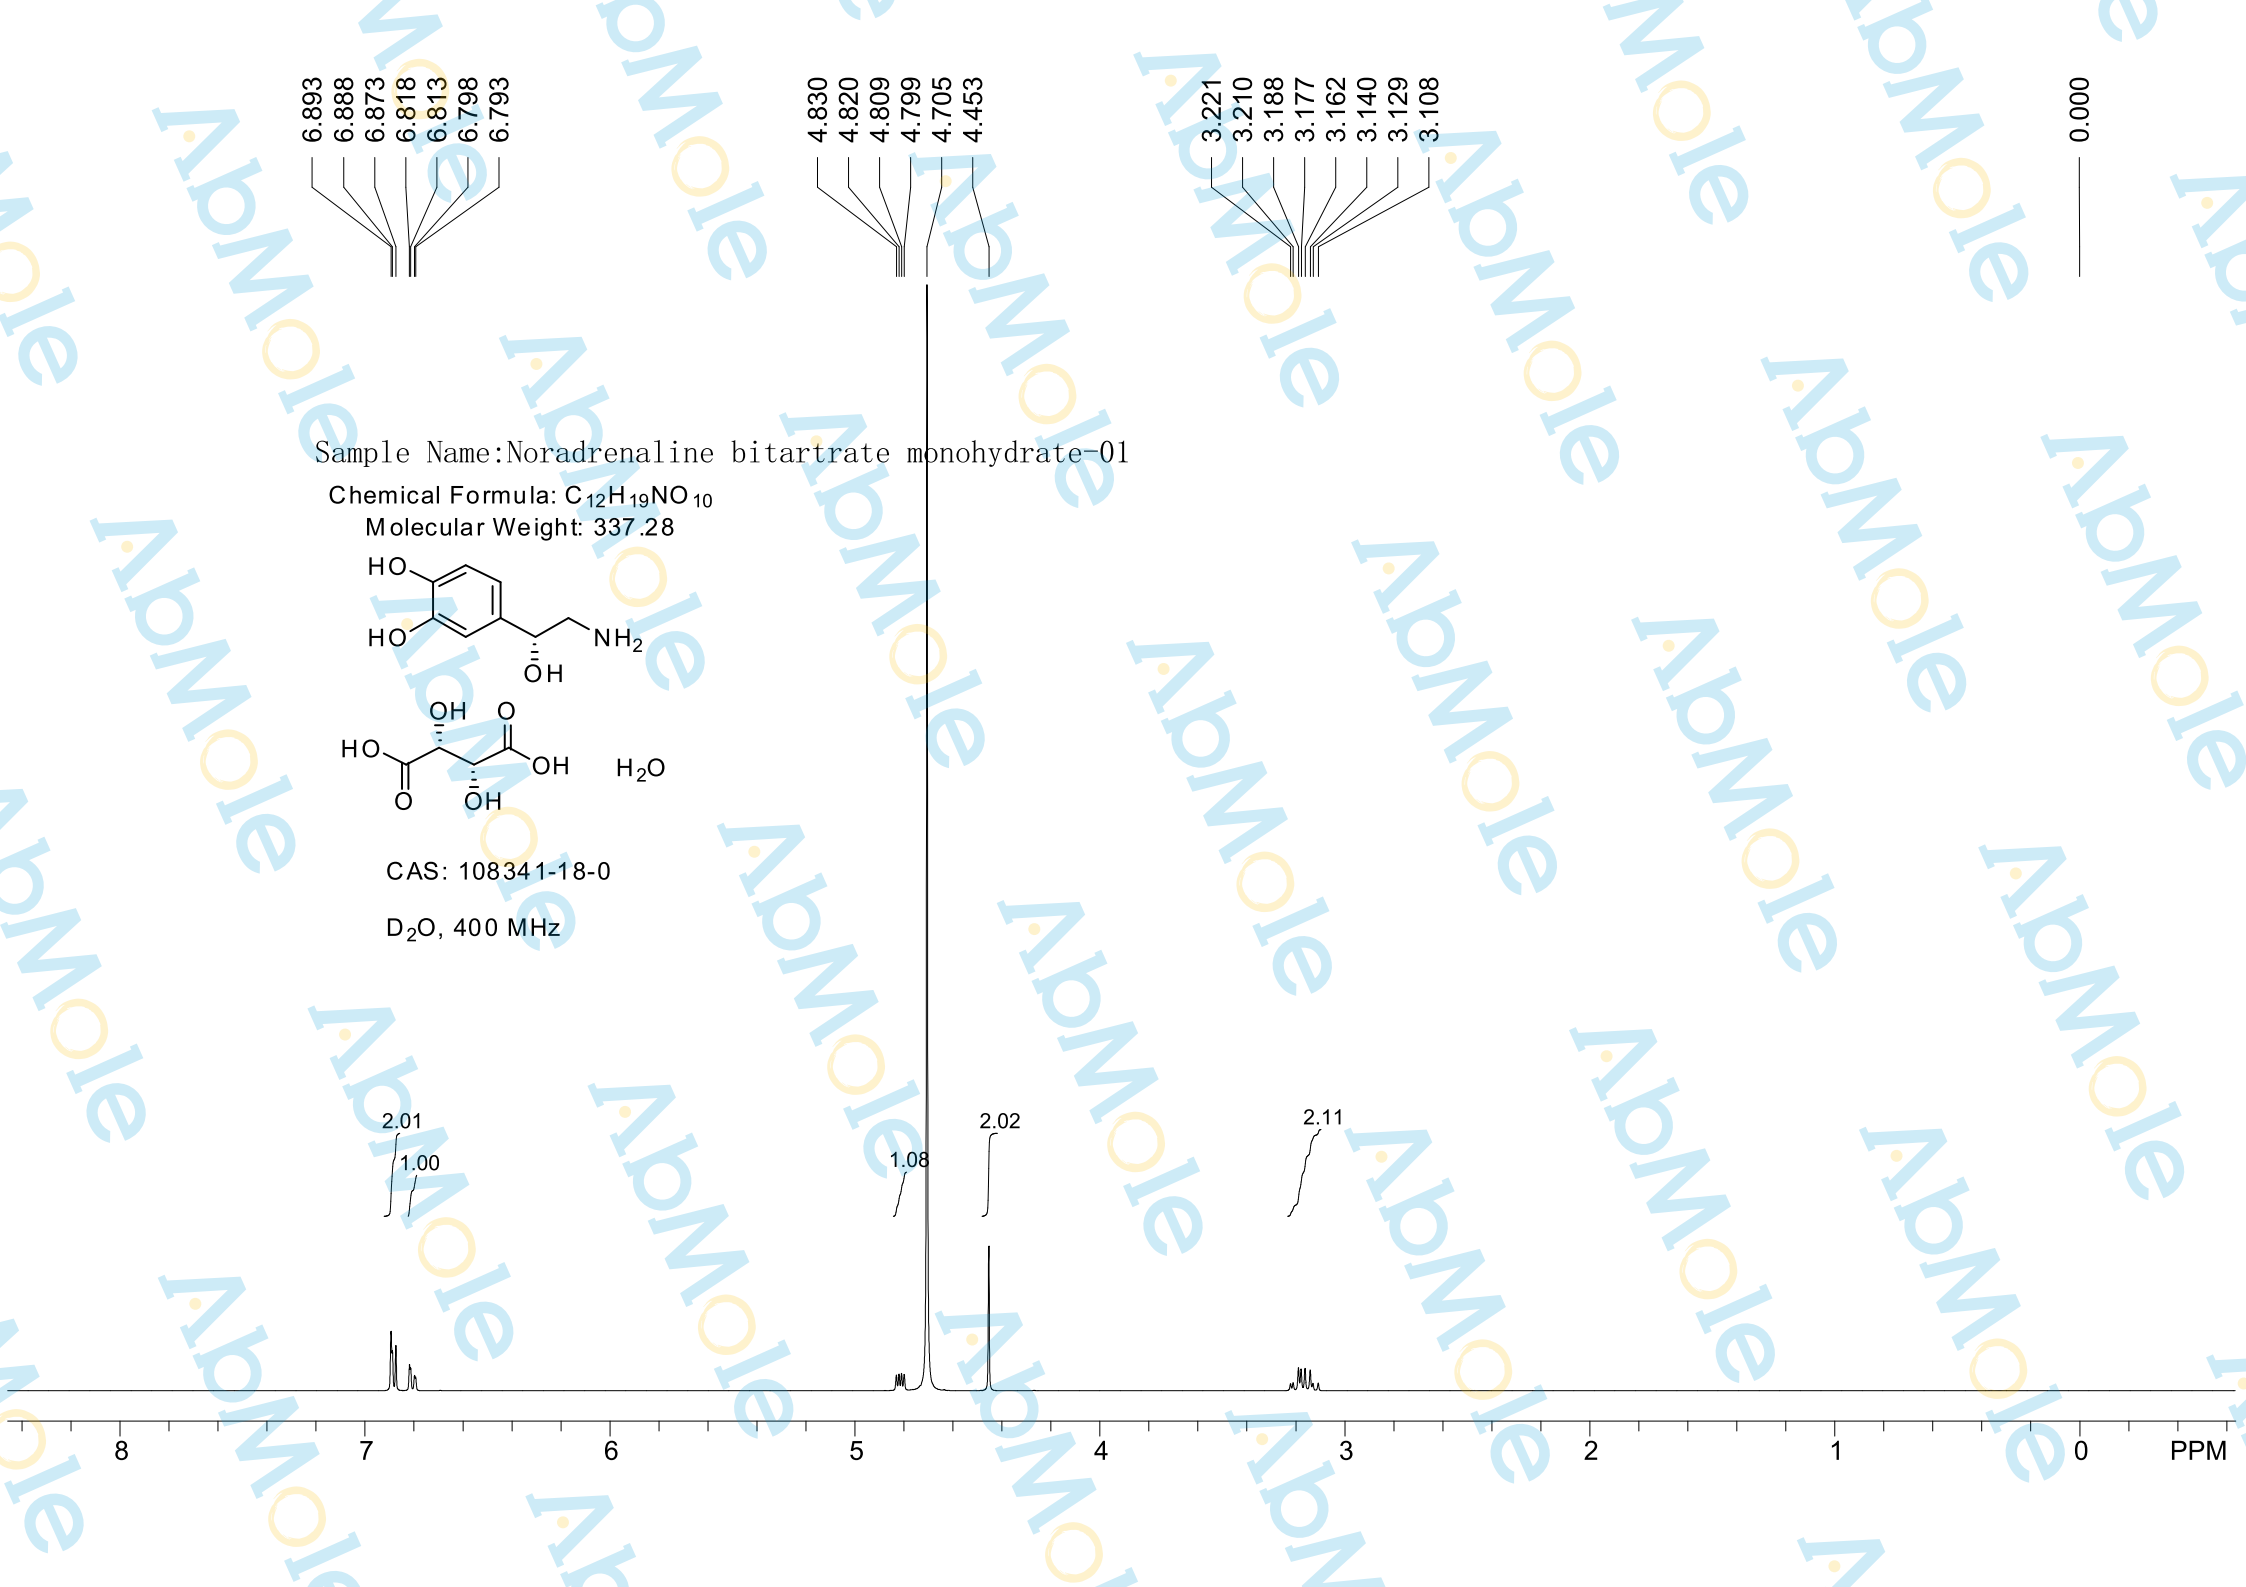 6.893
6.888
6.873
6.818
6.813
6.798
6.793
4.830
4.820
4.809
4.799
4.705
4.453
3.221
3.210
3.188
3.177
3.162
3.140
3.129
3.108
0.000
Sample Name:Noradrenaline bitartrate monohydrate-01
Chemical Formula: C12H19NO10
Molecular Weight: 337.28
HO
HO
NH2
OH
OH
O
HO
OH
H2O
O
OH
CAS: 108341-18-0
D2O, 400 MHz
2.01
1.00
1.08
2.02
2.11
8
7
6
5
4
3
2
1
0
PPM
AbMole